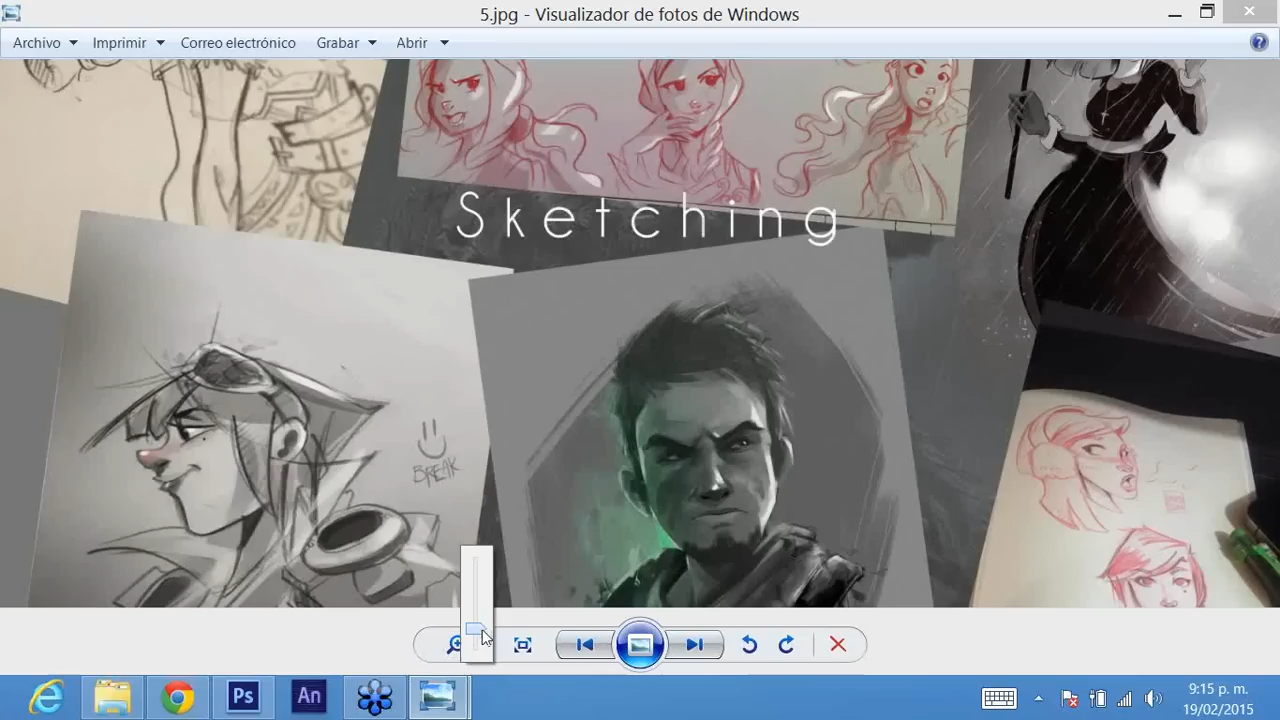 5.jpg - Visualizador de fotos de Windows
Archivo Imprimir Correo electrónico Grabar Abrir
Sketching
BREAK
Ps An
9:15 p. m.
19/02/2015